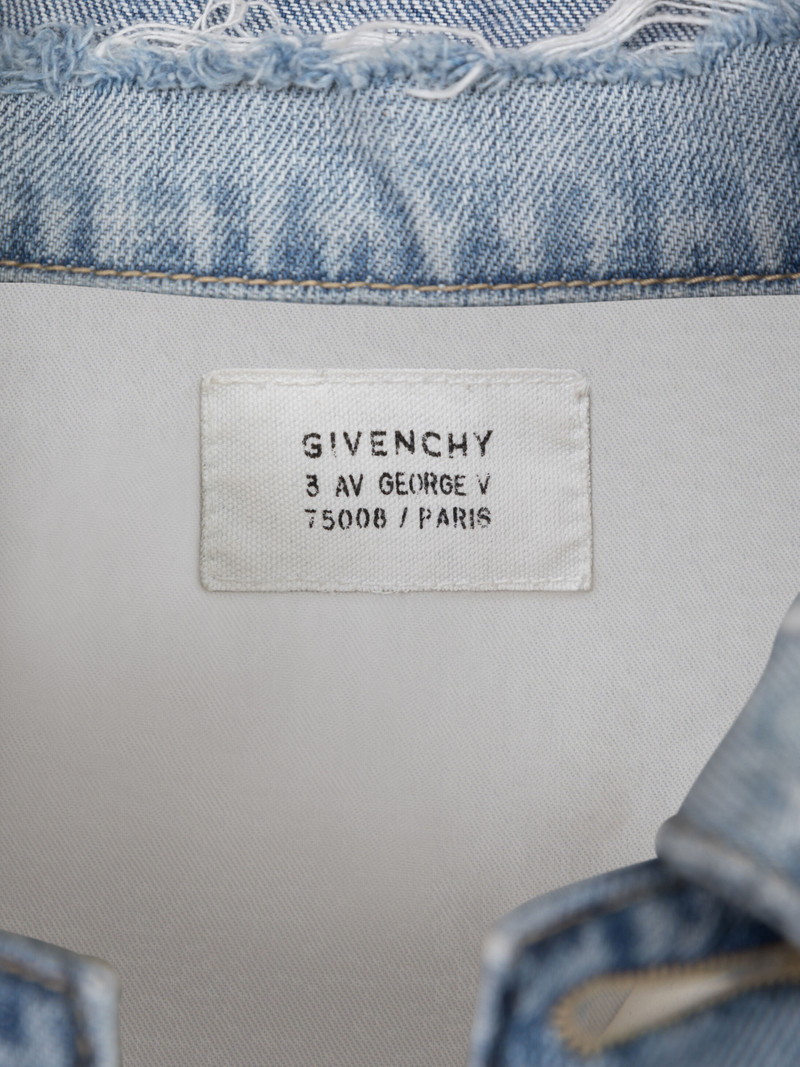 GIVENCHY
3 AV GEORGE V
75008 / PARIS